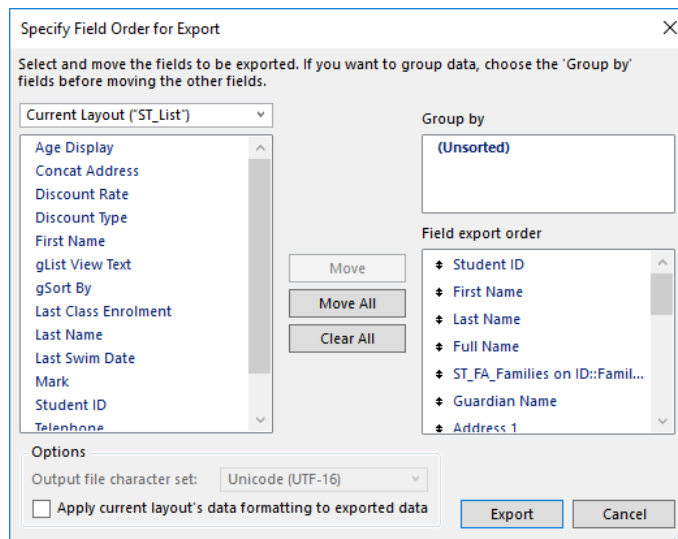 Specify Field Order for Export
Select and move the fields to be exported. If you want to group data, choose the 'Group by'
fields before moving the other fields.
Current Layout ("ST_List")
Age Display
Concat Address
Discount Rate
Discount Type
First Name
gList View Text
gSort By
Last Class Enrolment
Last Name
Last Swim Date
Mark
Student ID
Telephone
Move
Move All
Clear All
Group by
(Unsorted)
Field export order
Student ID
First Name
Last Name
Full Name
ST_FA_Families on ID::Famil...
Guardian Name
Address 1
Options
Output file character set:
Unicode (UTF-16)
Apply current layout's data formatting to exported data
Export
Cancel